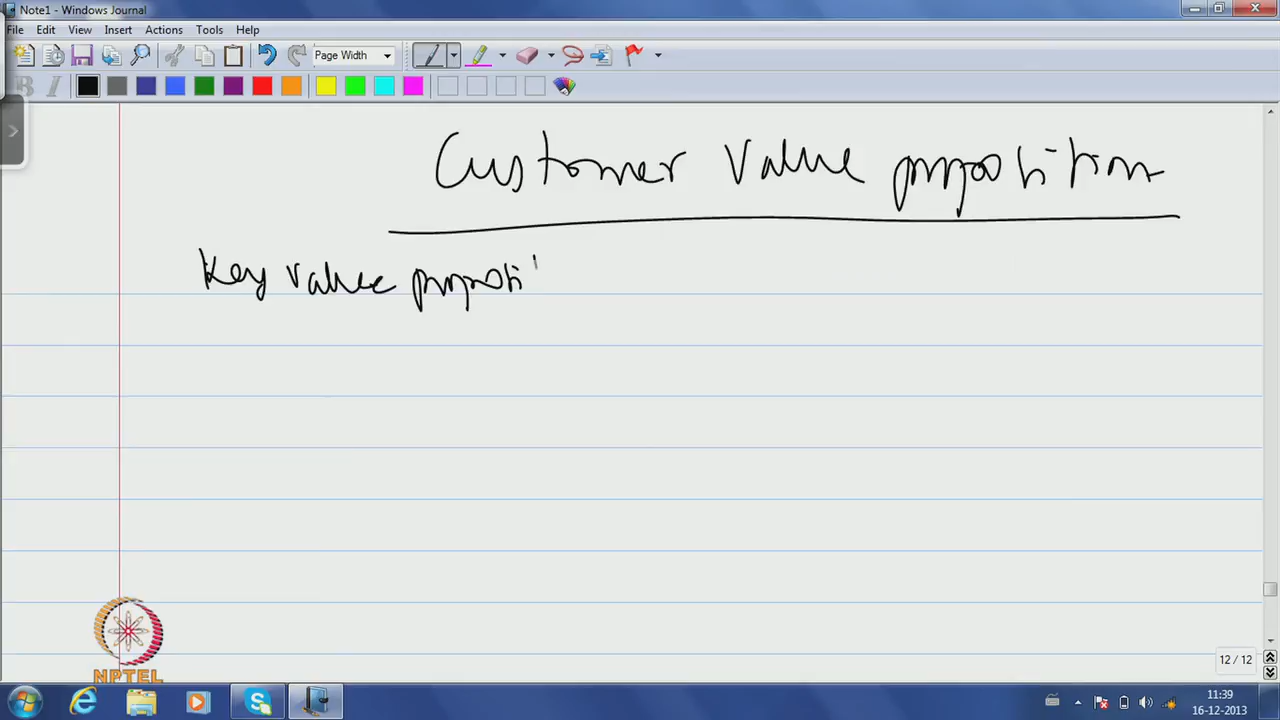 Note1 - Windows Journal
File Edit View Insert Actions Tools Help
Page Width
B I
Customer Value proposition
Key value propositi
NPTEL
12 / 12
11:39
16-12-2013